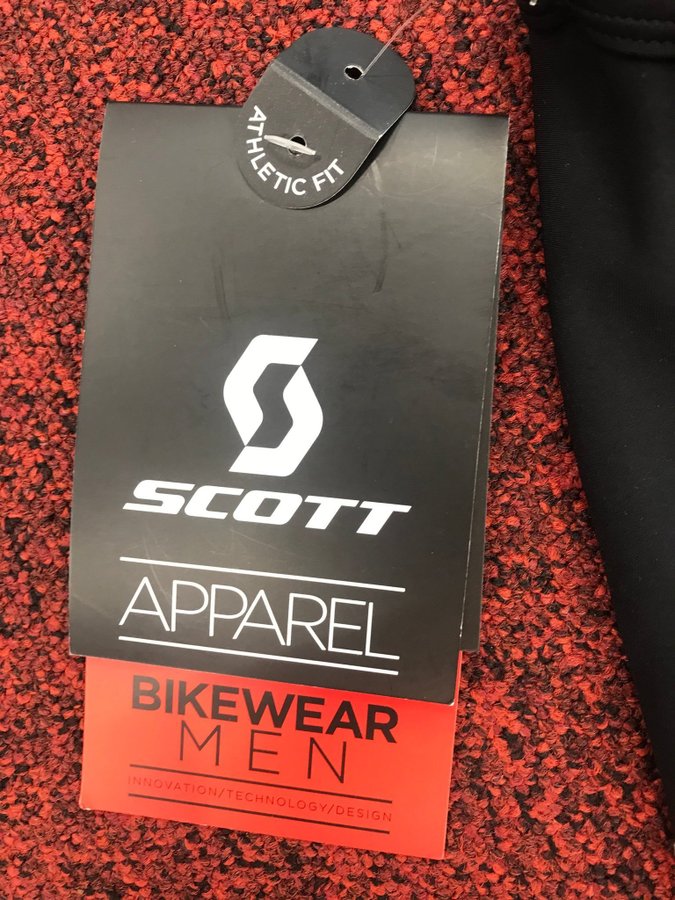 ATHLETIC FIT
SCOTT
APPAREL
BIKEWEAR
MEN
INNOVATION/TECHNOLOGY/DESIGN